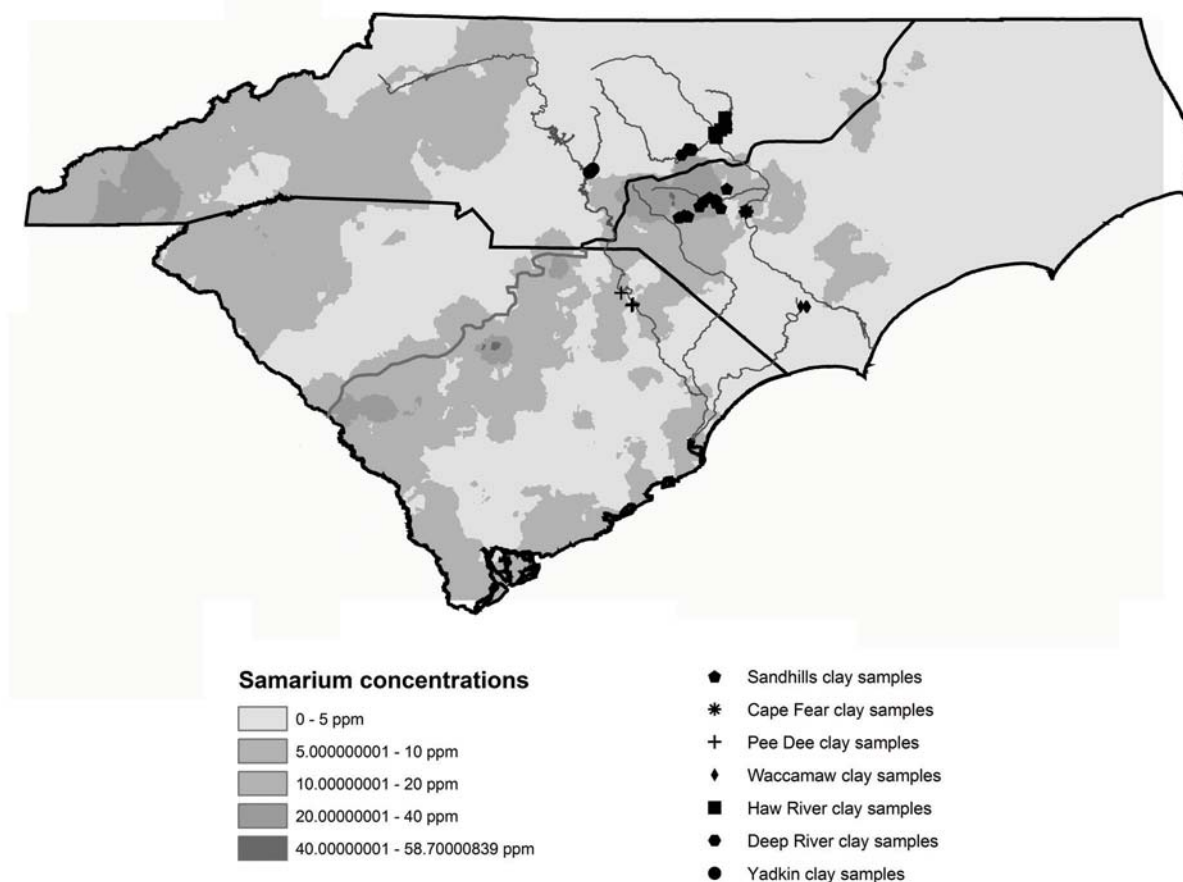 Samarium concentrations
0 - 5 ppm
5.000000001 - 10 ppm
10.00000001 - 20 ppm
20.00000001 - 40 ppm
40.00000001 - 58.70000839 ppm
Sandhills clay samples
Cape Fear clay samples
Pee Dee clay samples
Waccamaw clay samples
Haw River clay samples
Deep River clay samples
Yadkin clay samples